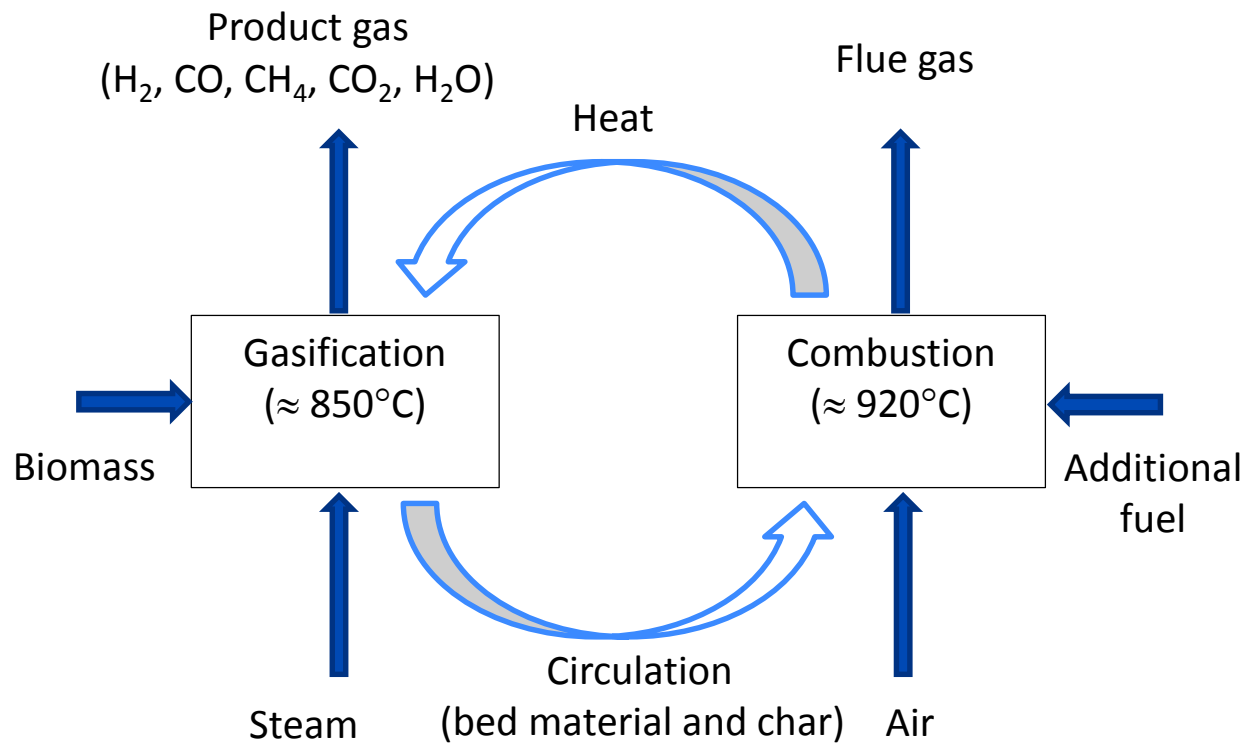 Product gas
(H₂, CO, CH₄, CO₂, H₂O)
Flue gas
Heat
Gasification
(≈ 850°C)
Combustion
(≈ 920°C)
Biomass
Additional
fuel
Circulation
(bed material and char)
Steam
Air